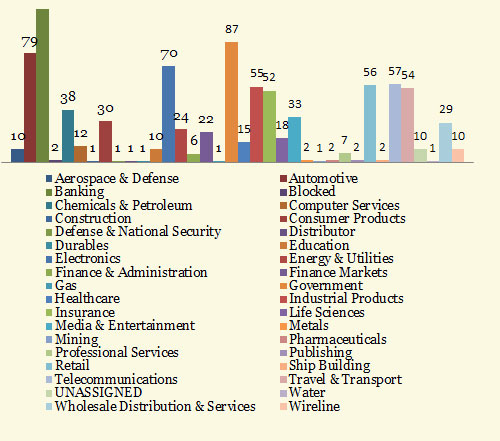 10 79 2 38 12 1 30 1 1 1 10 70 24 6 22 1 87 15 55 52 18 33 2 1 2 7 2 56 2 57 54 10 1 29 10
Aerospace & Defense Automotive
Banking Blocked
Chemicals & Petroleum Computer Services
Construction Consumer Products
Defense & National Security Distributor
Durables Education
Electronics Energy & Utilities
Finance & Administration Finance Markets
Gas Government
Healthcare Industrial Products
Insurance Life Sciences
Media & Entertainment Metals
Mining Pharmaceuticals
Professional Services Publishing
Retail Ship Building
Telecommunications Travel & Transport
UNASSIGNED Water
Wholesale Distribution & Services Wireline